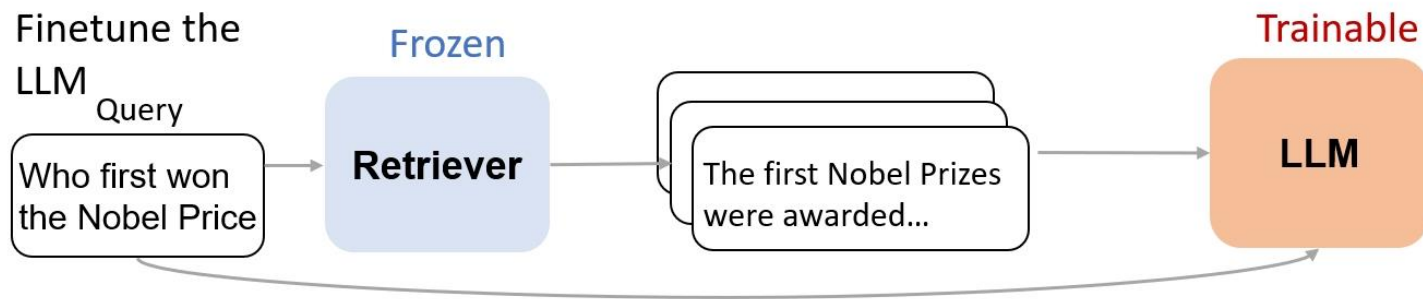 Finetune the
LLM
Query
Who first won
the Nobel Price
Frozen
Retriever
The first Nobel Prizes
were awarded...
Trainable
LLM